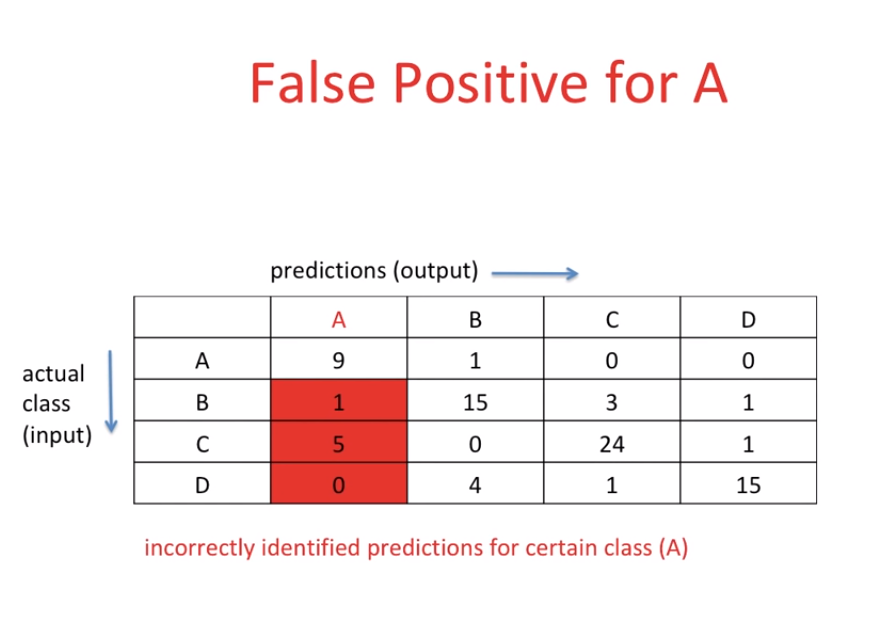 False Positive for A
predictions (output)
A B C D
actual
class
(input)
A 9 1 0 0
B 1 15 3 1
C 5 0 24 1
D 0 4 1 15
incorrectly identified predictions for certain class (A)